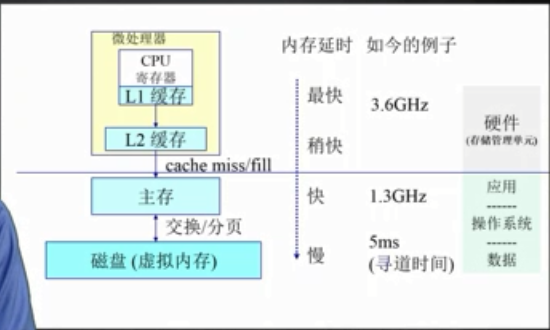 微处理器
CPU
寄存器
L1 缓存
L2 缓存
cache miss/fill
主存
交换/分页
磁盘 (虚拟内存)
内存延时
最快
稍快
快
慢
如今的例子
3.6GHz
1.3GHz
5ms
(寻道时间)
硬件
(存储管理单元)
应用
------
操作系统
------
数据